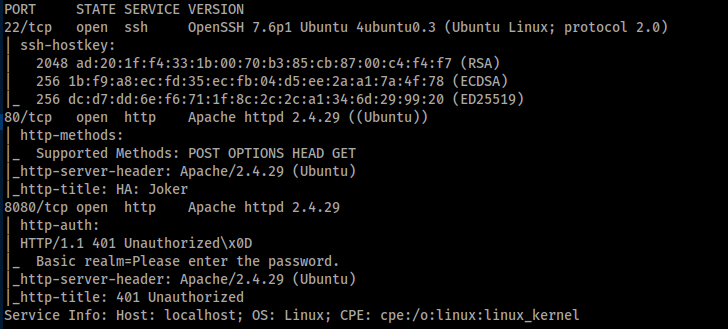 PORT     STATE SERVICE VERSION
22/tcp   open  ssh     OpenSSH 7.6p1 Ubuntu 4ubuntu0.3 (Ubuntu Linux; protocol 2.0)
| ssh-hostkey:
|   2048 ad:20:1f:f4:33:1b:00:70:b3:85:cb:87:00:c4:f4:f7 (RSA)
|   256 1b:f9:a8:ec:fd:35:ec:fb:04:d5:ee:2a:a1:7a:4f:78 (ECDSA)
|_  256 dc:d7:dd:6e:f6:71:1f:8c:2c:2c:a1:34:6d:29:99:20 (ED25519)
80/tcp   open  http    Apache httpd 2.4.29 ((Ubuntu))
| http-methods:
|_  Supported Methods: POST OPTIONS HEAD GET
|_http-server-header: Apache/2.4.29 (Ubuntu)
|_http-title: HA: Joker
8080/tcp open  http    Apache httpd 2.4.29
| http-auth:
| HTTP/1.1 401 Unauthorized\x0D
|_  Basic realm=Please enter the password.
|_http-server-header: Apache/2.4.29 (Ubuntu)
|_http-title: 401 Unauthorized
Service Info: Host: localhost; OS: Linux; CPE: cpe:/o:linux:linux_kernel